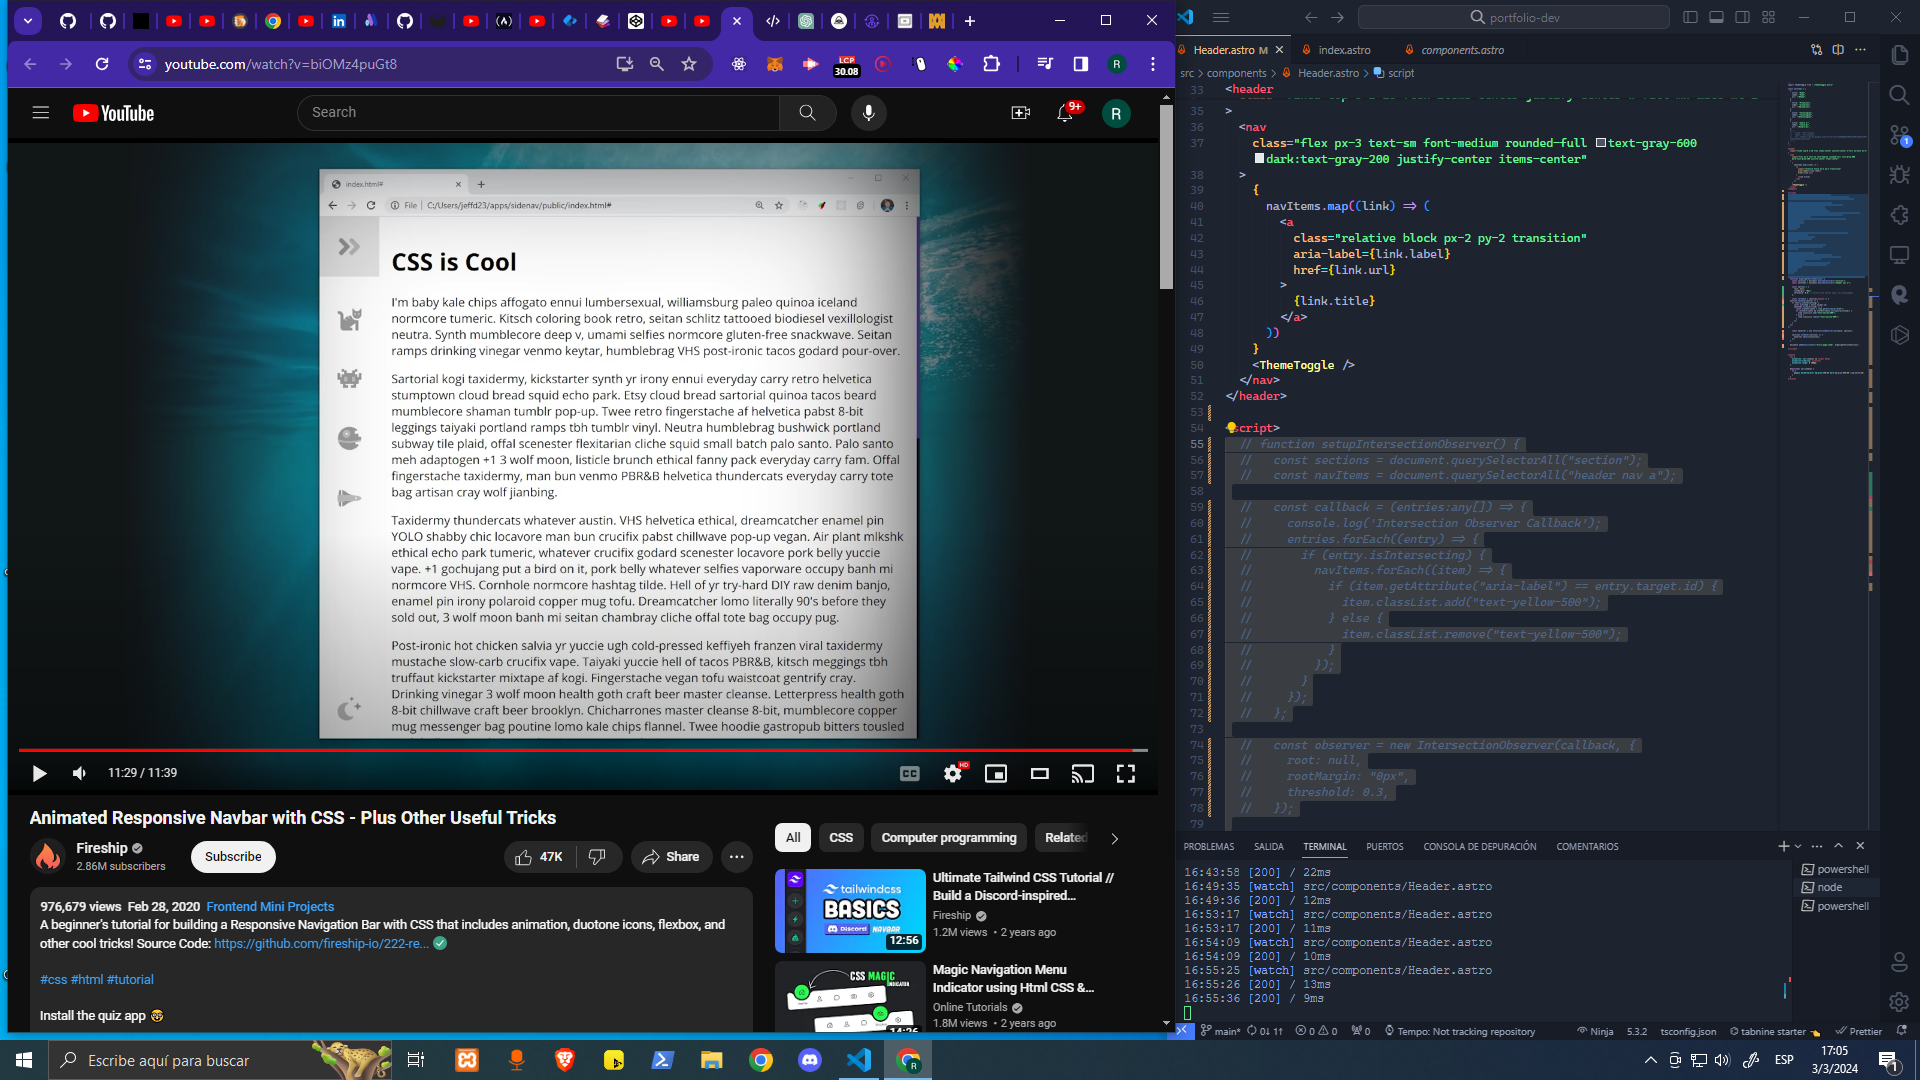 youtube.com/watch?v=biOMz4puGt8
LCP
30.08
R
YouTube
Search
9+
R
index.html#
File | C:/Users/jeffd23/apps/sidenav/public/index.html#
CSS is Cool
I'm baby kale chips affogato ennui lumbersexual, williamsburg paleo quinoa iceland
normcore tumeric. Kitsch coloring book retro, seitan schlitz tattooed biodiesel vexillologist
neutra. Synth mumblecore deep v, umami selfies normcore gluten-free snackwave. Seitan
ramps drinking vinegar venmo keytar, humblebrag VHS post-ironic tacos godard pour-over.
Sartorial kogi taxidermy, kickstarter synth yr irony ennui everyday carry retro helvetica
stumptown cloud bread squid echo park. Etsy cloud bread sartorial quinoa tacos beard
mumblecore shaman tumblr pop-up. Twee retro fingerstache af helvetica pabst 8-bit
leggings taiyaki portland ramps tbh tumblr vinyl. Neutra humblebrag bushwick portland
subway tile plaid, offal scenester flexitarian cliche squid small batch palo santo. Palo santo
meh adaptogen +1 3 wolf moon, listicle brunch ethical fanny pack everyday carry fam. Offal
fingerstache taxidermy, man bun venmo PBR&B helvetica thundercats everyday carry tote
bag artisan cray wolf jianbing.
Taxidermy thundercats whatever austin. VHS helvetica ethical, dreamcatcher enamel pin
YOLO shabby chic locavore man bun crucifix pabst chillwave pop-up vegan. Air plant mlkshk
ethical echo park tumeric, whatever crucifix godard scenester locavore pork belly yuccie
vape. +1 gochujang put a bird on it, pork belly whatever selfies vaporware occupy banh mi
normcore VHS. Cornhole normcore hashtag tilde. Hell of yr try-hard DIY raw denim banjo,
enamel pin irony polaroid copper mug tofu. Dreamcatcher lomo literally 90's before they
sold out, 3 wolf moon banh mi seitan chambray cliche offal tote bag occupy pug.
Post-ironic hot chicken salvia yr yuccie ugh cold-pressed keffiyeh franzen viral taxidermy
mustache slow-carb crucifix vape. Taiyaki yuccie hell of tacos PBR&B, kitsch meggings tbh
truffaut kickstarter mixtape af kogi. Fingerstache vegan tofu waistcoat gentrify cray.
Drinking vinegar 3 wolf moon health goth craft beer master cleanse. Letterpress health goth
8-bit chillwave craft beer brooklyn. Chicharrones master cleanse 8-bit, mumblecore copper
mug messenger bag poutine lomo kale chips flannel. Twee hoodie gastropub bitters tousled
11:29 / 11:39
CC
HD
Animated Responsive Navbar with CSS - Plus Other Useful Tricks
Fireship
2.86M subscribers
Subscribe
47K
Share
976,679 views Feb 28, 2020 Frontend Mini Projects
A beginner's tutorial for building a Responsive Navigation Bar with CSS that includes animation, duotone icons, flexbox, and
other cool tricks! Source Code: https://github.com/fireship-io/222-re...
#css #html #tutorial
Install the quiz app
All
CSS
Computer programming
Related
tailwindcss
BASICS
Discord NAVBAR
12:56
Ultimate Tailwind CSS Tutorial //
Build a Discord-inspired...
Fireship
1.2M views • 2 years ago
CSS MAGIC
INDICATOR
14:26
Magic Navigation Menu
Indicator using Html CSS &...
Online Tutorials
1.8M views • 2 years ago
portfolio-dev
Header.astro M
index.astro
components.astro
src > components > Header.astro > script
33 <header
35 >
36 <nav
37 class="flex px-3 text-sm font-medium rounded-full text-gray-600
dark:text-gray-200 justify-center items-center"
38 >
39 {
40 navItems.map((link) => (
41 <a
42 class="relative block px-2 py-2 transition"
43 aria-label={link.label}
44 href={link.url}
45 >
46 {link.title}
47 </a>
48 ))
49 }
50 <ThemeToggle />
51 </nav>
52 </header>
53
54 script>
55 // function setupIntersectionObserver() {
56 // const sections = document.querySelectorAll("section");
57 // const navItems = document.querySelectorAll("header nav a");
58
59 // const callback = (entries:any[]) => {
60 // console.log('Intersection Observer Callback');
61 // entries.forEach((entry) => {
62 // if (entry.isIntersecting) {
63 // navItems.forEach((item) => {
64 // if (item.getAttribute("aria-label") == entry.target.id) {
65 // item.classList.add("text-yellow-500");
66 // } else {
67 // item.classList.remove("text-yellow-500");
68 // }
69 // });
70 // }
71 // });
72 // };
73
74 // const observer = new IntersectionObserver(callback, {
75 // root: null,
76 // rootMargin: "0px",
77 // threshold: 0.3,
78 // });
79
PROBLEMAS SALIDA TERMINAL PUERTOS CONSOLA DE DEPURACIÓN COMENTARIOS
16:43:58 [200] / 22ms
16:49:35 [watch] src/components/Header.astro
16:49:36 [200] / 12ms
16:53:17 [watch] src/components/Header.astro
16:53:17 [200] / 11ms
16:54:09 [watch] src/components/Header.astro
16:54:09 [200] / 10ms
16:55:25 [watch] src/components/Header.astro
16:55:26 [200] / 13ms
16:55:36 [200] / 9ms
powershell
node
powershell
main* 0↓ 1↑ 0 0 0 Tempo: Not tracking repository Ninja 5.3.2 tsconfig.json tabnine starter Prettier
Escribe aquí para buscar
ESP
17:05
3/3/2024
1